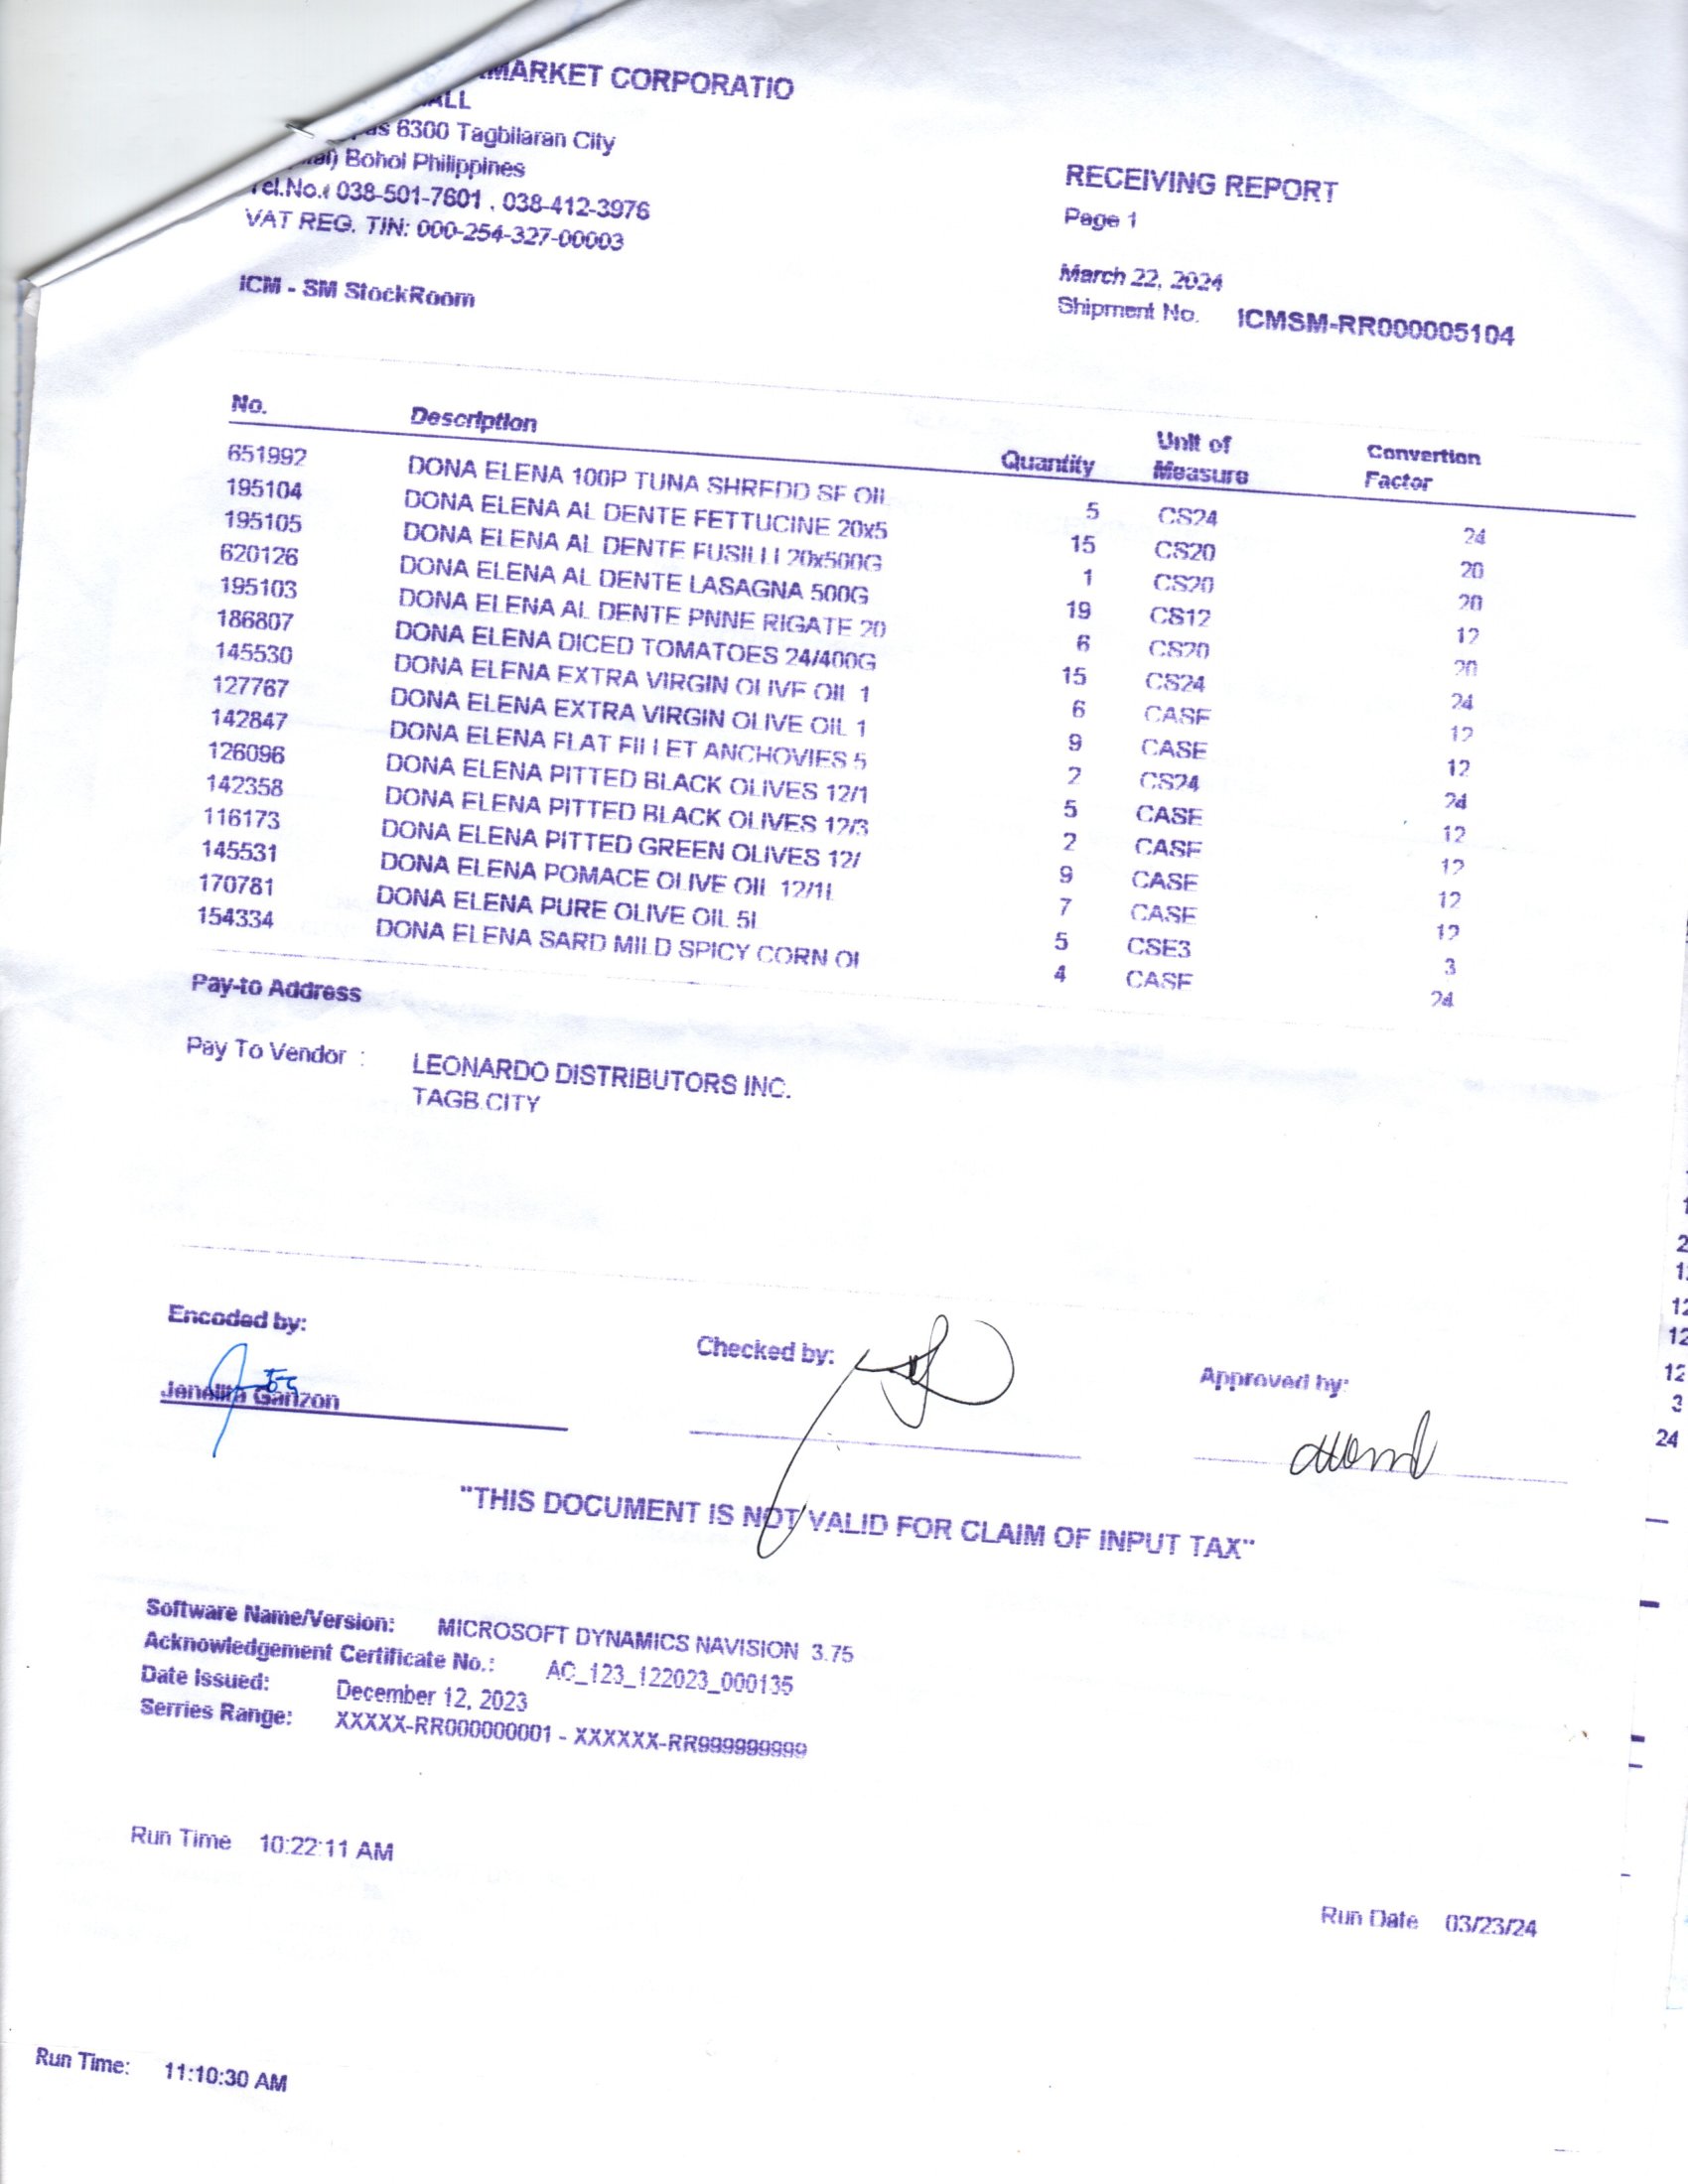 MARKET CORPORATIO
ALL
6300 Tagbilaran City
Bohol Philippines
Tel.No.: 038-501-7601 , 038-412-3976
VAT REG. TIN: 000-254-327-00003
ICM - SM StockRoom
RECEIVING REPORT
Page 1
March 22, 2024
Shipment No. ICMSM-RR000005104
No. Description Quantity Unit of Measure Convertion Factor
651992 DONA ELENA 100P TUNA SHREDD SF OIL 5 CS24 24
195104 DONA ELENA AL DENTE FETTUCINE 20x5 15 CS20 20
195105 DONA ELENA AL DENTE FUSILLI 20x500G 1 CS20 20
620126 DONA ELENA AL DENTE LASAGNA 500G 19 CS12 12
195103 DONA ELENA AL DENTE PNNE RIGATE 20 6 CS20 20
186807 DONA ELENA DICED TOMATOES 24/400G 15 CS24 24
145530 DONA ELENA EXTRA VIRGIN OLIVE OIL 1 6 CASE 12
127767 DONA ELENA EXTRA VIRGIN OLIVE OIL 1 9 CASE 12
142847 DONA ELENA FLAT FILLET ANCHOVIES 5 2 CS24 24
126096 DONA ELENA PITTED BLACK OLIVES 12/1 5 CASE 12
142358 DONA ELENA PITTED BLACK OLIVES 12/3 2 CASE 12
116173 DONA ELENA PITTED GREEN OLIVES 12/ 9 CASE 12
145531 DONA ELENA POMACE OLIVE OIL 12/1L 7 CASE 12
170781 DONA ELENA PURE OLIVE OIL 5L 5 CSE3 3
154334 DONA ELENA SARD MILD SPICY CORN OI 4 CASE 24
Pay-to Address
Pay To Vendor : LEONARDO DISTRIBUTORS INC.
TAGB.CITY
Encoded by: Checked by: Approved by:
Jenelita Ganzon
"THIS DOCUMENT IS NOT VALID FOR CLAIM OF INPUT TAX"
Software Name/Version: MICROSOFT DYNAMICS NAVISION 3.75
Acknowledgement Certificate No.: AC_123_122023_000135
Date Issued: December 12, 2023
Serries Range: XXXXX-RR000000001 - XXXXXX-RR999999999
Run Time 10:22:11 AM
Run Date 03/23/24
Run Time: 11:10:30 AM
12
12
12
3
24